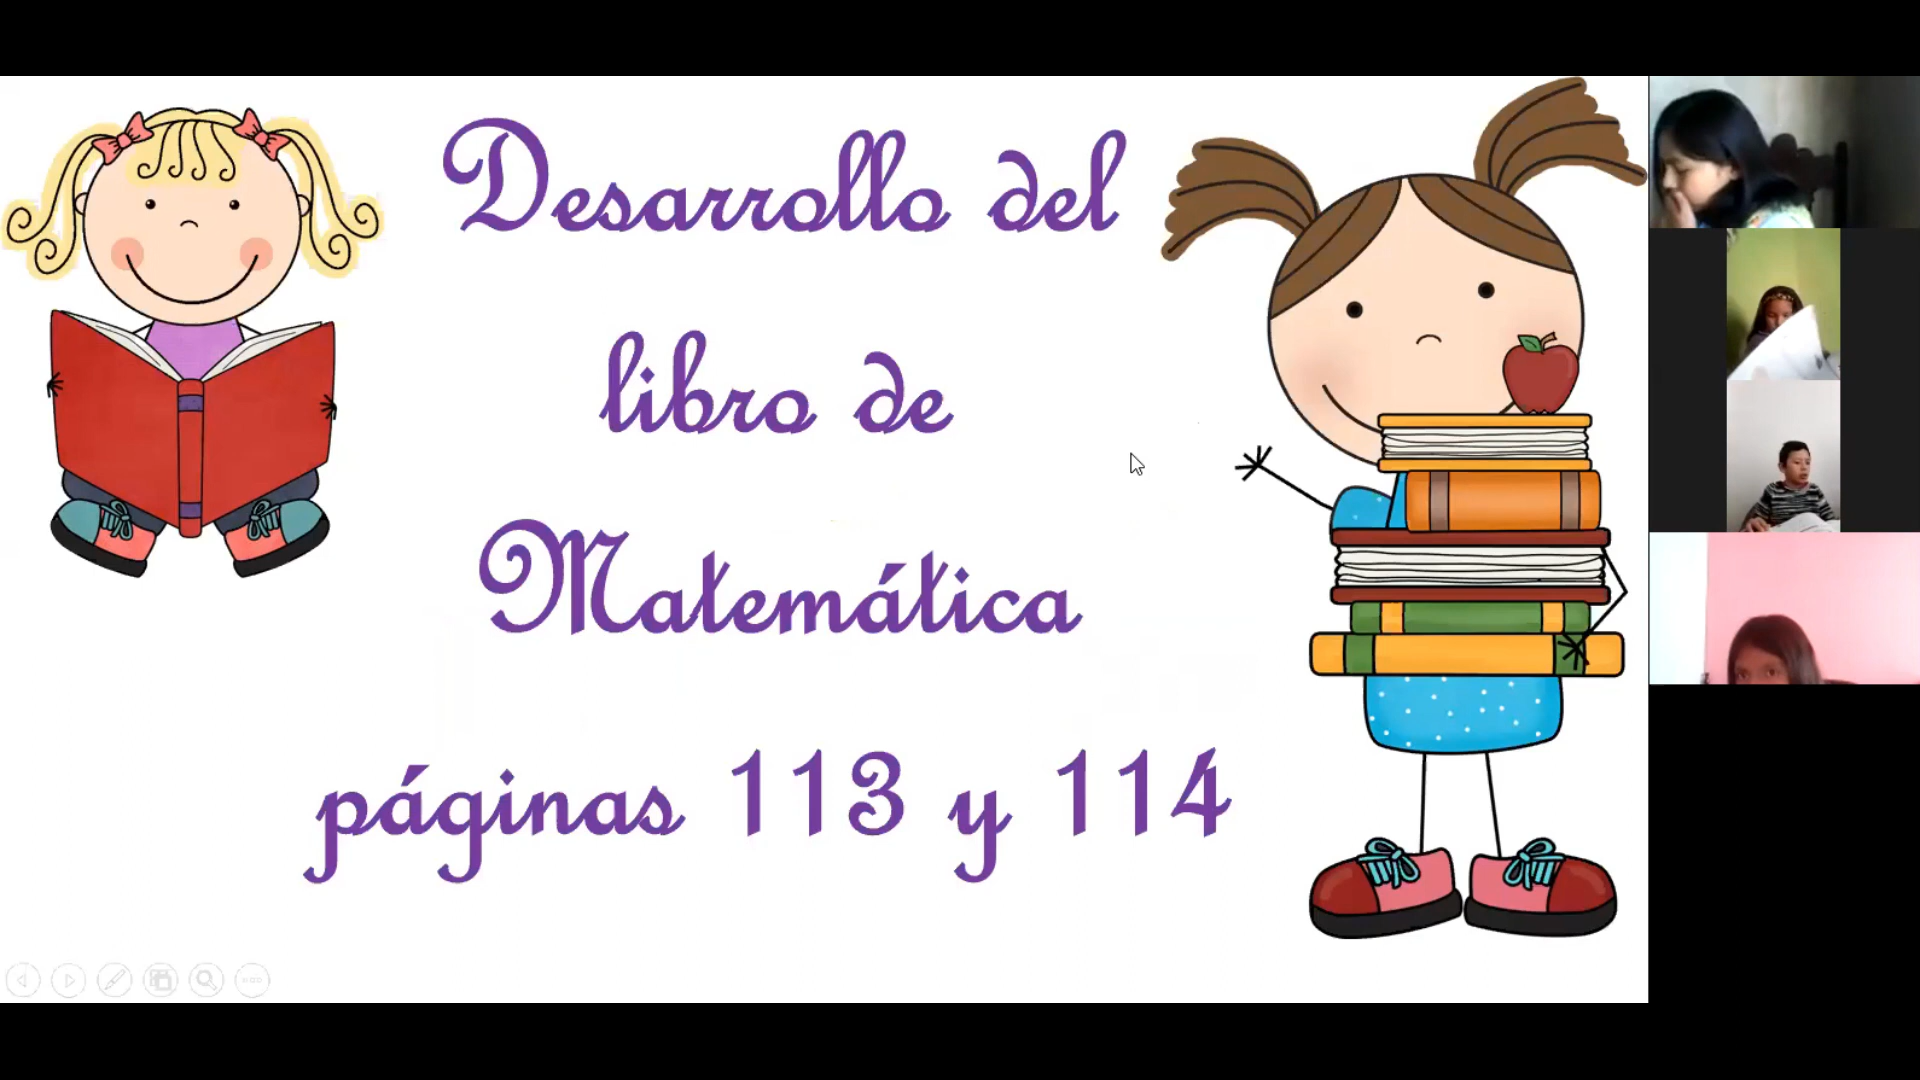 Desarrollo del
libro de
Matemática
páginas 113 y 114